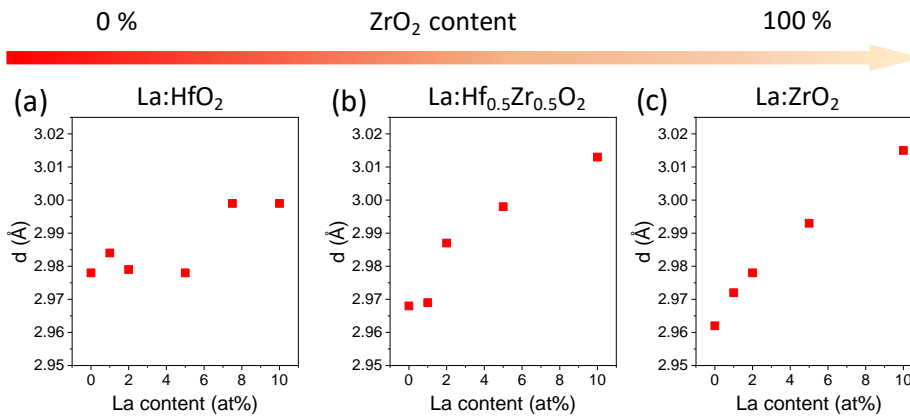 0 % ZrO₂ content 100 %
(a) La:HfO₂ (b) La:Hf₀.₅Zr₀.₅O₂ (c) La:ZrO₂
3.02 3.02 3.02
3.01 3.01 3.01
3.00 3.00 3.00
2.99 2.99 2.99
d (Å) d (Å) d (Å)
2.98 2.98 2.98
2.97 2.97 2.97
2.96 2.96 2.96
2.95 2.95 2.95
0 2 4 6 8 10 0 2 4 6 8 10 0 2 4 6 8 10
La content (at%) La content (at%) La content (at%)